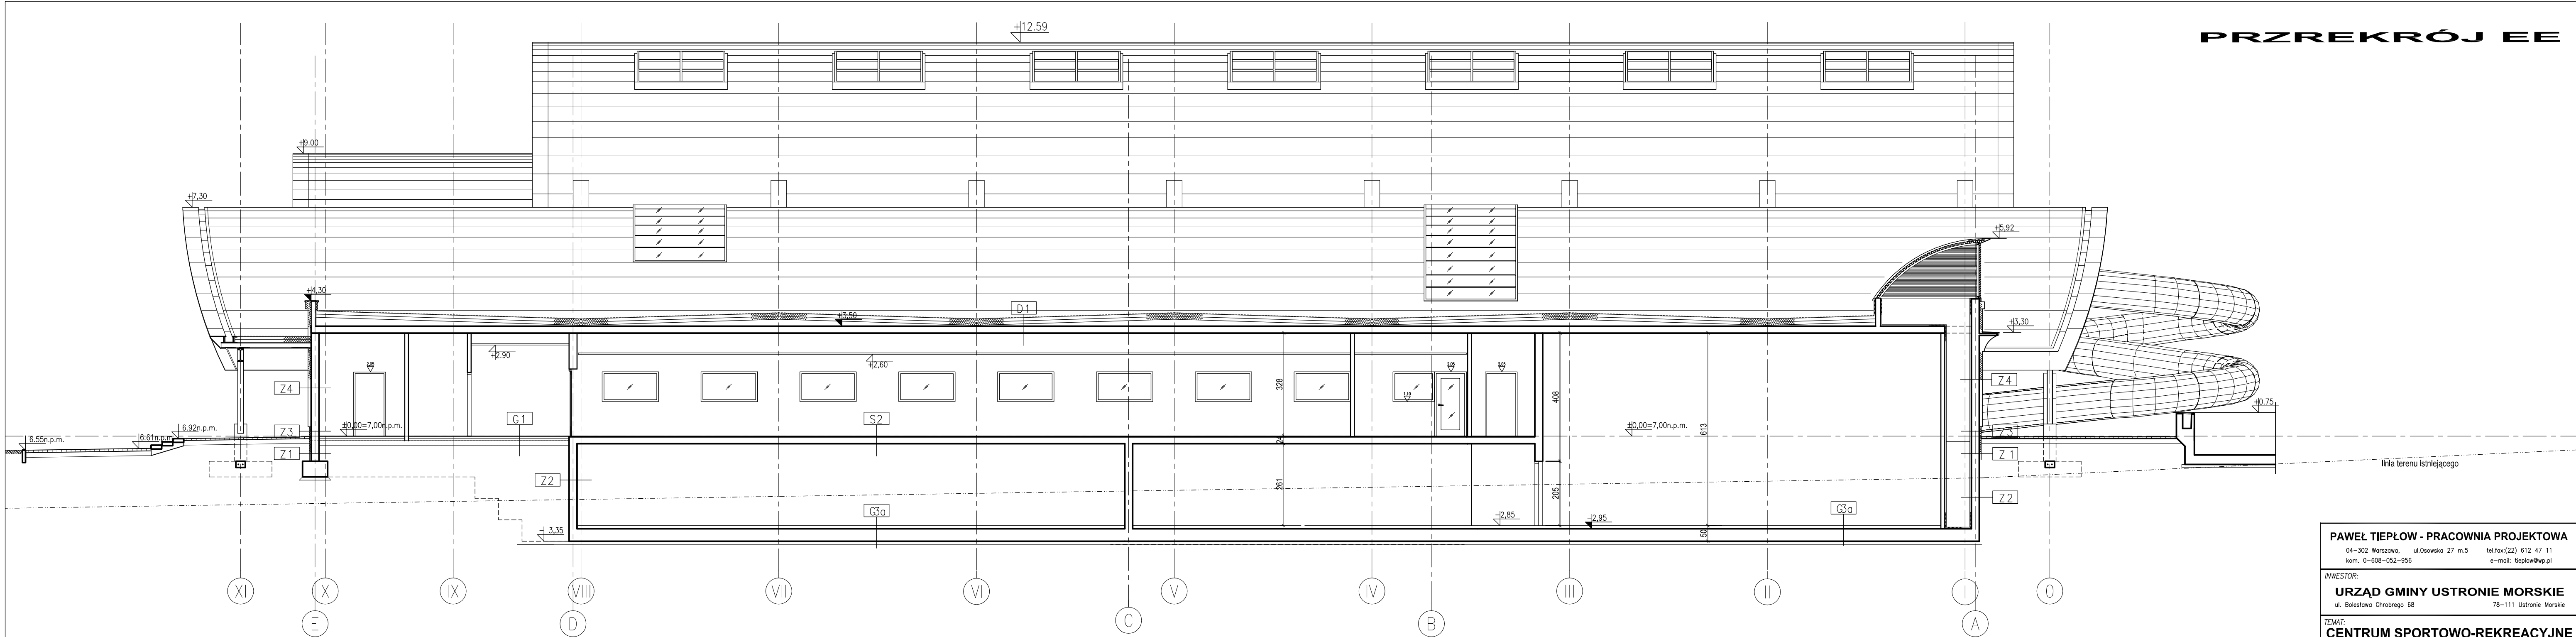 PRZREKRÓJ EE
+12.59
+9.00
+7,30
+5,92
+4,30
+3,50
D1
+3,30
+2.90
+2,60
Z4
Z4
328
408
+0.75
G1
S2
6.92n.p.m.
±0,00=7,00n.p.m.
±0,00=7,00n.p.m.
613
6.55n.p.m.
6.61n.p.m.
Z3
Z3
24
Z1
Z1
linia terenu istniejącego
Z2
261
205
Z2
G3a
G3a
-2,85
-2,95
-3,35
50
PAWEŁ TIEPŁOW - PRACOWNIA PROJEKTOWA
04-302 Warszawa, ul.Osowska 27 m.5 tel.fax:(22) 612 47 11
kom. 0-608-052-956 e-mail: tieplow@wp.pl
INWESTOR:
URZĄD GMINY USTRONIE MORSKIE
ul. Bolesława Chrobrego 68 78-111 Ustronie Morskie
TEMAT:
CENTRUM SPORTOWO-REKREACYJNE
XI X IX VIII VII VI V IV III II I 0
E D C B A